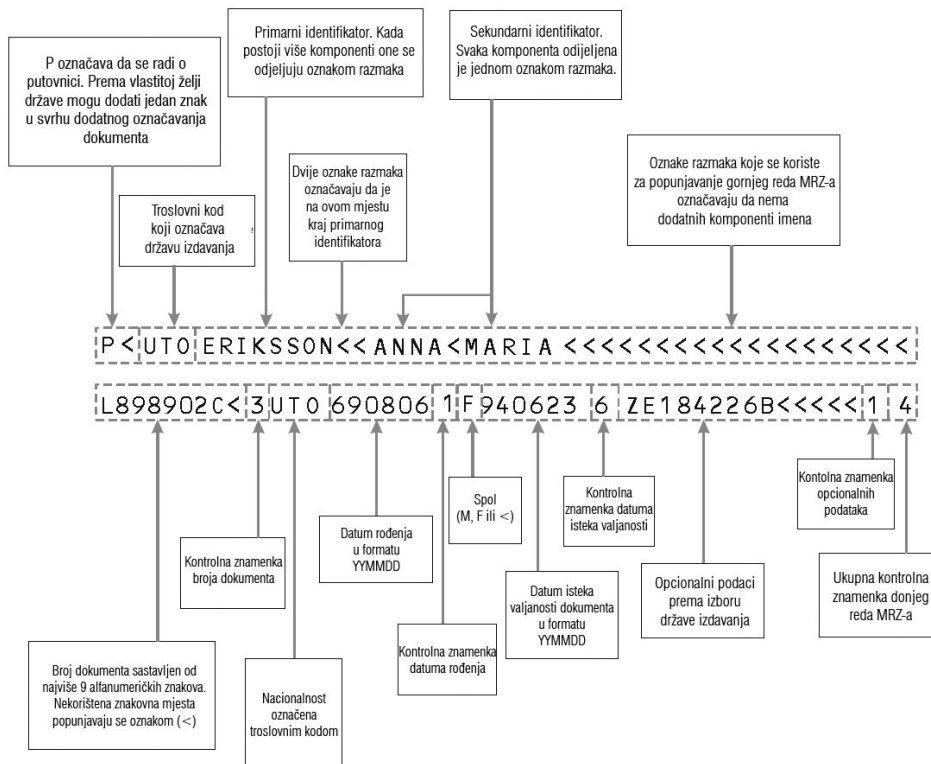 P označava da se radi o
putovnici. Prema vlastitoj želji
države mogu dodati jedan znak
u svrhu dodatnog označavanja
dokumenta
Primarni identifikator. Kada
postoji više komponenti one se
odjeljuju oznakom razmaka
Sekundarni identifikator.
Svaka komponenta odijeljena
je jednom oznakom razmaka.
Troslovni kod
koji označava
državu izdavanja
Dvije oznake razmaka
označavaju da je
na ovom mjestu
kraj primarnog
identifikatora
Oznake razmaka koje se koriste
za popunjavanje gornjeg reda MRZ-a
označavaju da nema
dodatnih komponenti imena
P<UTOERIKSSON<<ANNA<MARIA<<<<<<<<<<<<<<<<<<<
L898902C<3UTO6908061F9406236ZE184226B<<<<<14
Kontrolna znamenka
broja dokumenta
Datum rođenja
u formatu
YYMMDD
Spol
(M, F ili <)
Kontrolna
znamenka datuma
isteka valjanosti
Kontolna znamenka
opcionalnih
podataka
Broj dokumenta sastavljen od
najviše 9 alfanumeričkih znakova.
Nekorištena znakovna mjesta
popunjavaju se oznakom (<)
Nacionalnost
označena
troslovnim kodom
Kontrolna znamenka
datuma rođenja
Datum isteka
valjanosti dokumenta
u formatu
YYMMDD
Opcionalni podaci
prema izboru
države izdavanja
Ukupna kontrolna
znamenka donjeg
reda MRZ-a